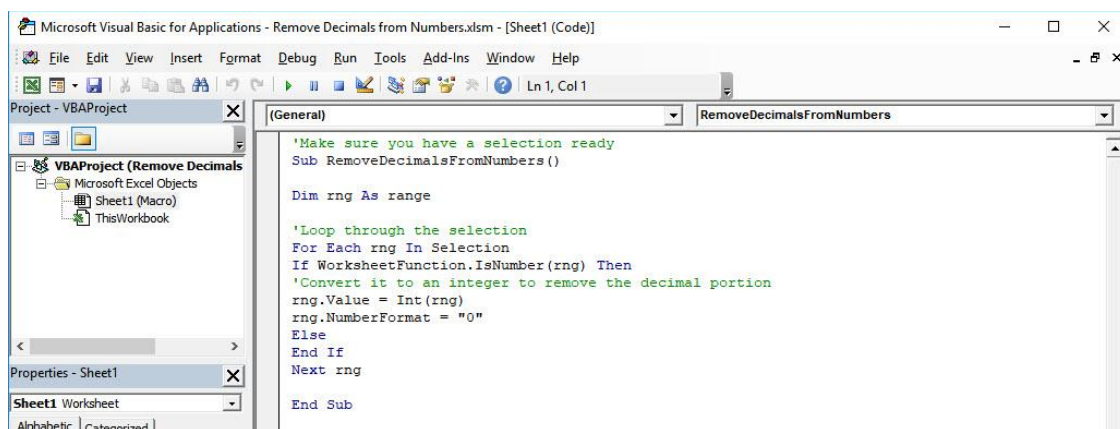 Microsoft Visual Basic for Applications - Remove Decimals from Numbers.xlsm - [Sheet1 (Code)]
File Edit View Insert Format Debug Run Tools Add-Ins Window Help
Ln 1, Col 1
Project - VBAProject
(General) RemoveDecimalsFromNumbers
VBAProject (Remove Decimals
Microsoft Excel Objects
Sheet1 (Macro)
ThisWorkbook
Properties - Sheet1
Sheet1 Worksheet
Alphabetic Categorized
'Make sure you have a selection ready
Sub RemoveDecimalsFromNumbers()
Dim rng As range
'Loop through the selection
For Each rng In Selection
If WorksheetFunction.IsNumber(rng) Then
'Convert it to an integer to remove the decimal portion
rng.Value = Int(rng)
rng.NumberFormat = "0"
Else
End If
Next rng
End Sub